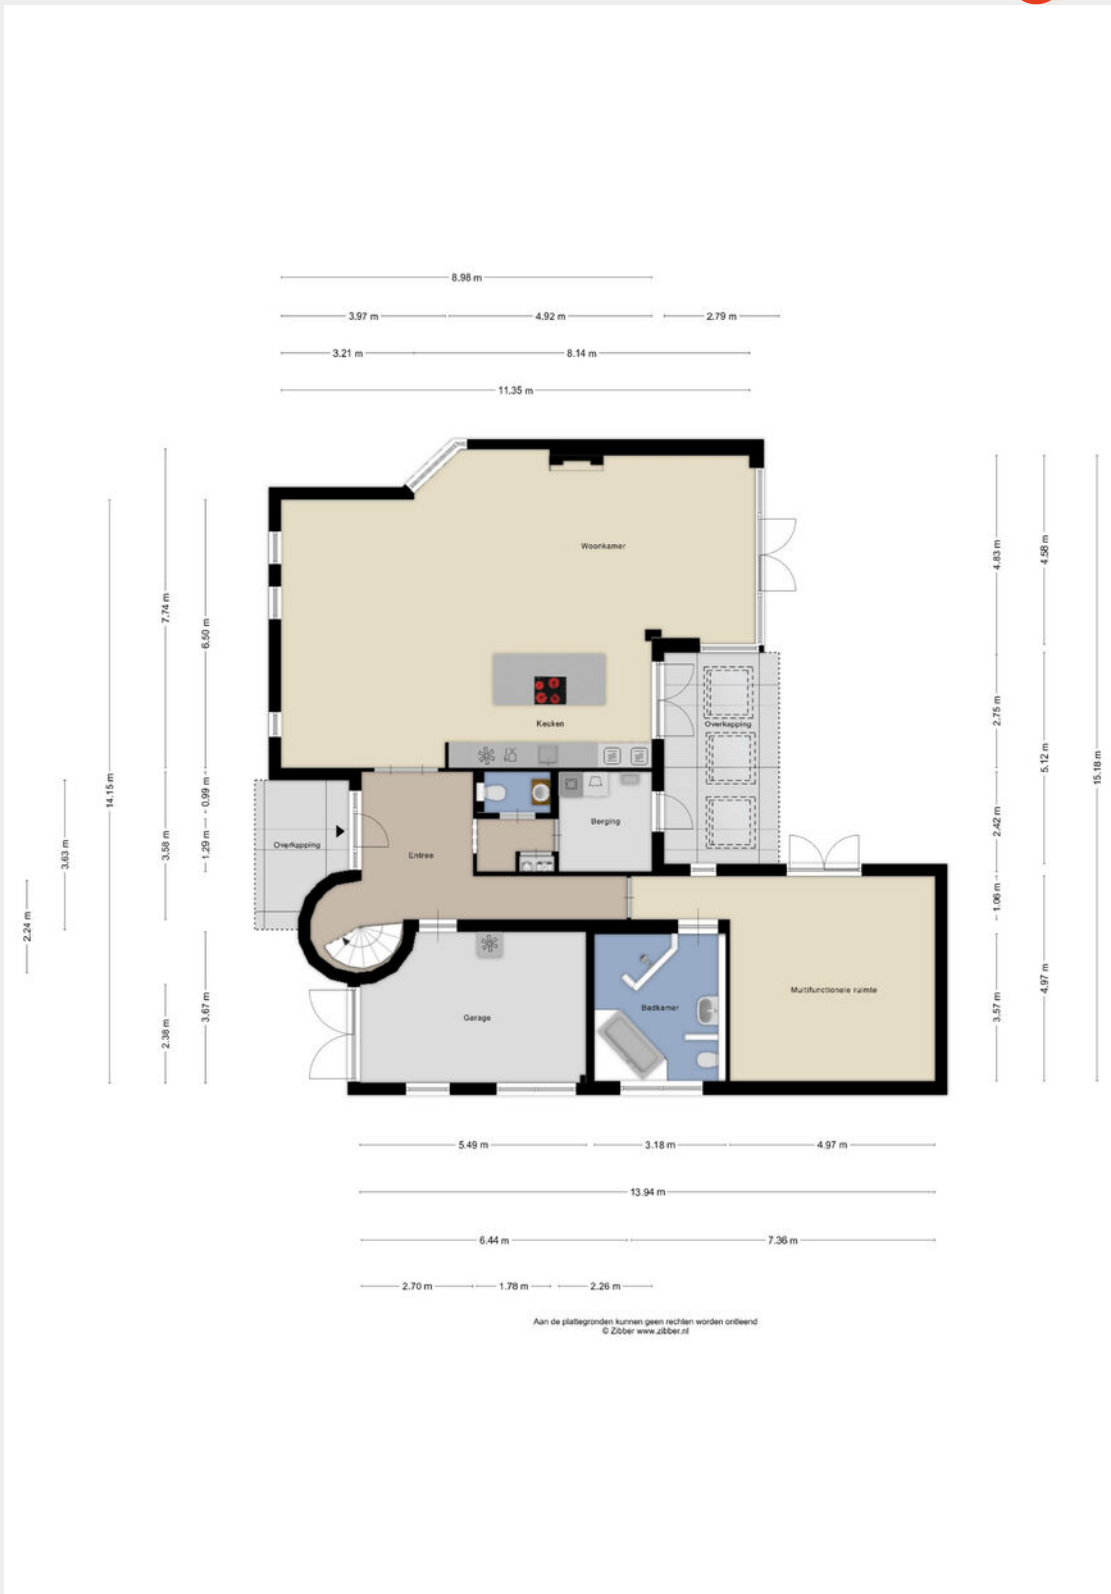 8.98 m
3.97 m
4.92 m
2.79 m
3.21 m
8.14 m
11.35 m
Woonkamer
Keuken
Overkapping
Berging
Overkapping
Entree
Multifunctionele ruimte
Badkamer
Garage
2.24 m
3.63 m
14.15 m
7.74 m
3.58 m
2.38 m
6.50 m
0.99 m
1.29 m
3.67 m
4.83 m
2.75 m
2.42 m
1.06 m
3.57 m
4.58 m
5.12 m
4.97 m
15.18 m
5.49 m
3.18 m
4.97 m
13.94 m
6.44 m
7.36 m
2.70 m
1.78 m
2.26 m
Aan de plattegronden kunnen geen rechten worden ontleend
© Zibber www.zibber.nl